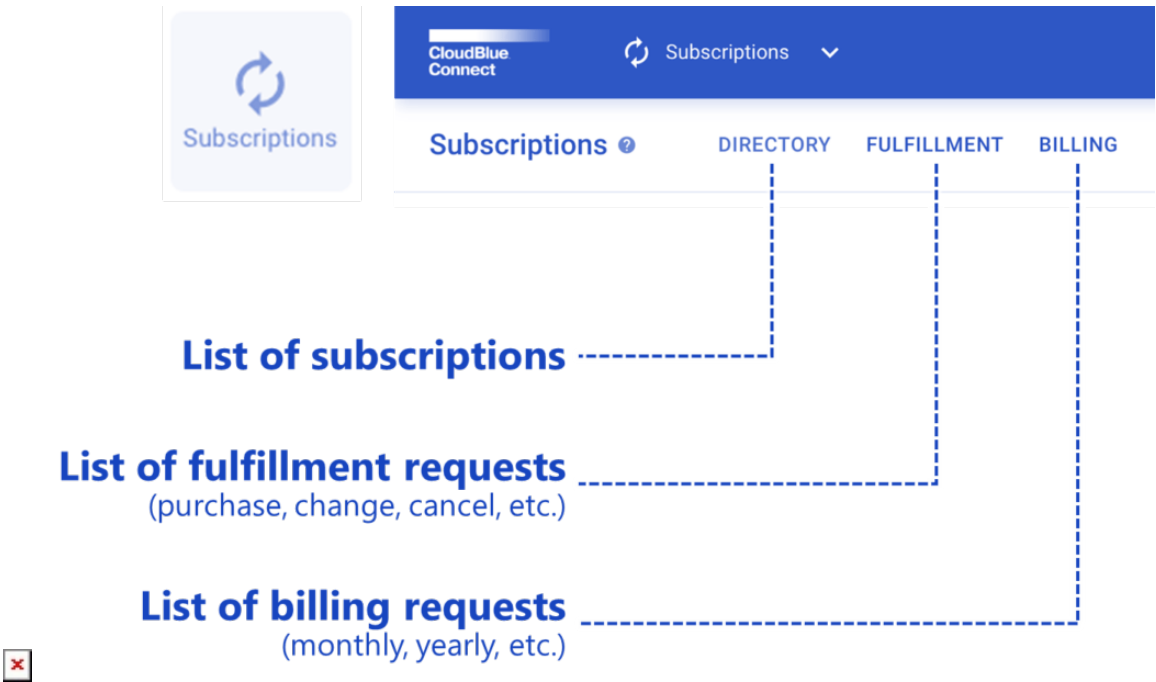 Subscriptions
CloudBlue
Connect
Subscriptions
Subscriptions ?
DIRECTORY
FULFILLMENT
BILLING
List of subscriptions
List of fulfillment requests
(purchase, change, cancel, etc.)
List of billing requests
(monthly, yearly, etc.)